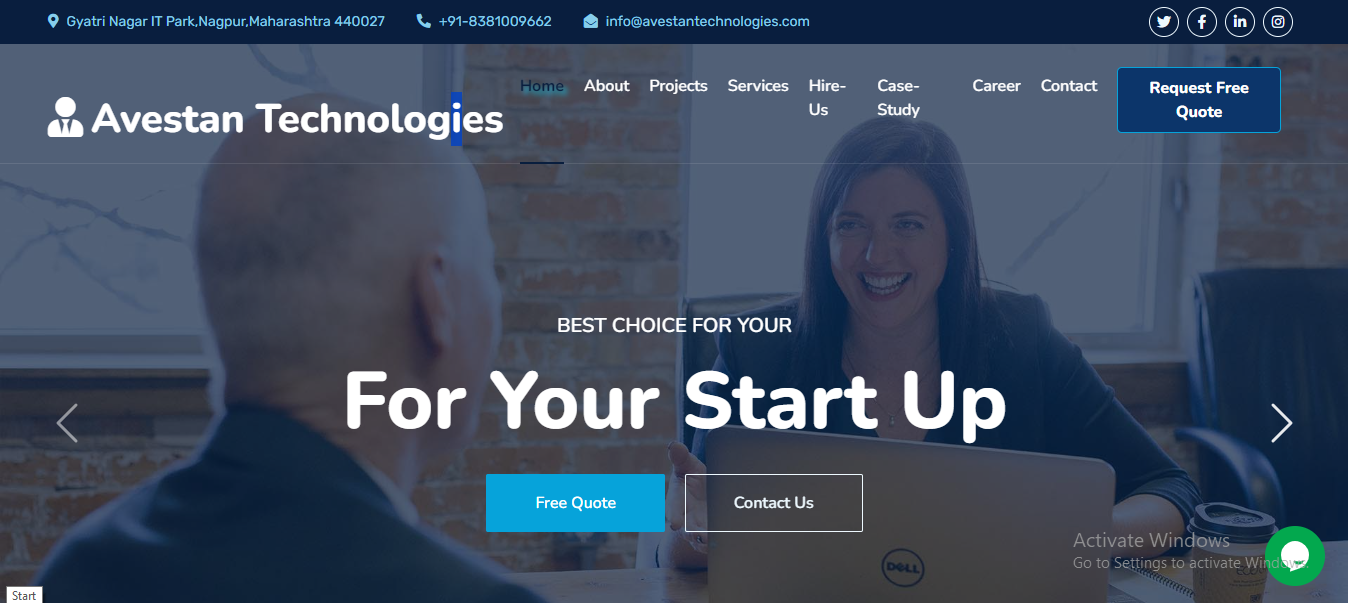 Gyatri Nagar IT Park,Nagpur,Maharashtra 440027 +91-8381009662 info@avestantechnologies.com
Avestan Technologies
Home About Projects Services Hire-Us Case-Study Career Contact
Request Free
Quote
BEST CHOICE FOR YOUR
For Your Start Up
Free Quote Contact Us
DELL
Activate Windows
Go to Settings to activate Windows.
Start